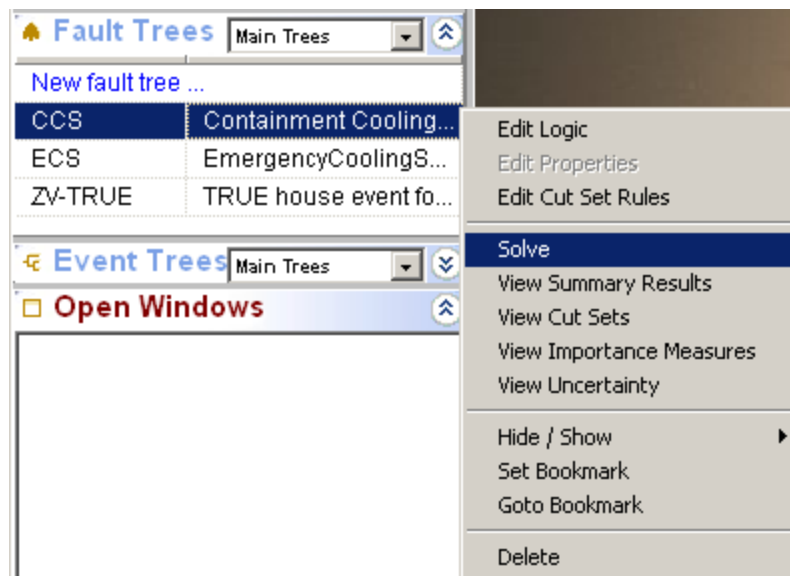 Fault Trees Main Trees
New fault tree ...
CCS Containment Cooling...
ECS EmergencyCoolingS...
ZV-TRUE TRUE house event fo...
Event Trees Main Trees
Open Windows
Edit Logic
Edit Properties
Edit Cut Set Rules
Solve
View Summary Results
View Cut Sets
View Importance Measures
View Uncertainty
Hide / Show
Set Bookmark
Goto Bookmark
Delete